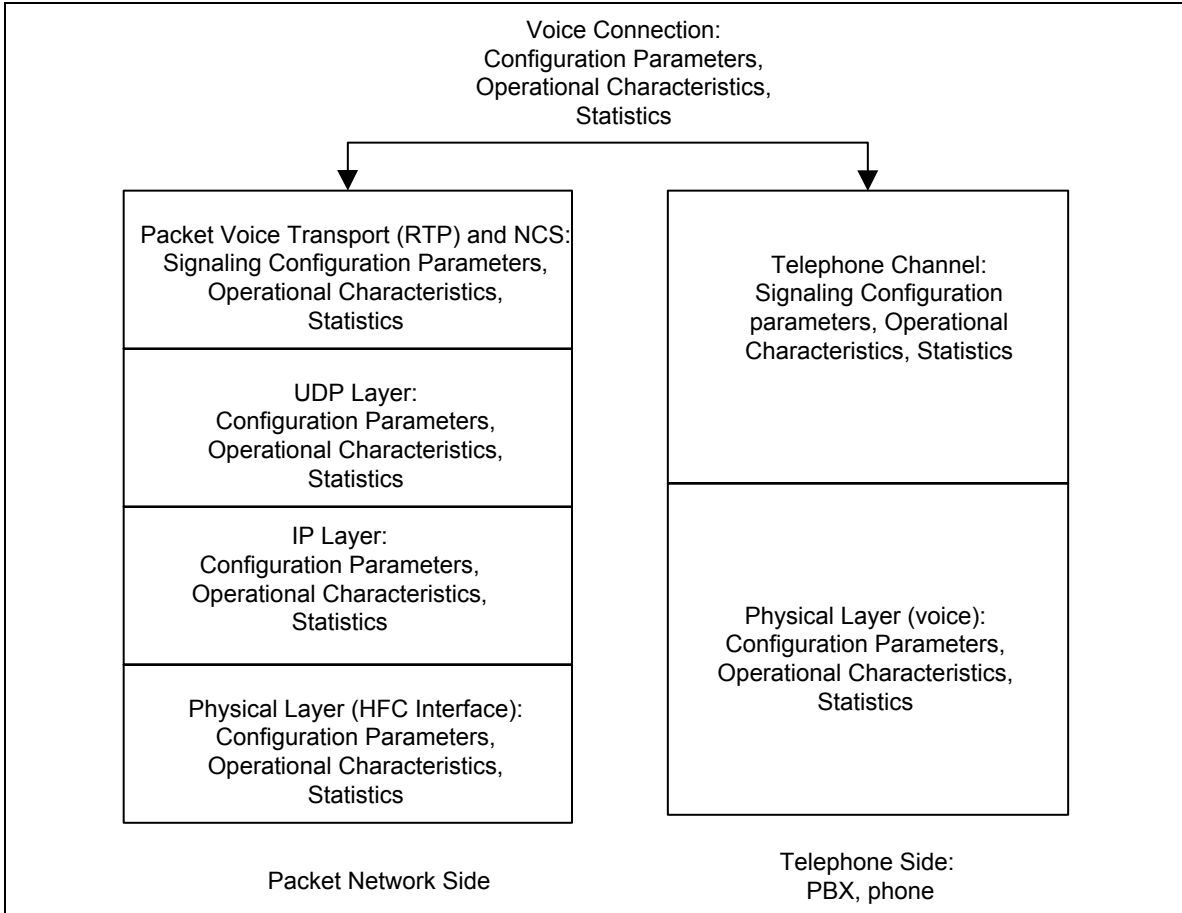 Voice Connection:
Configuration Parameters,
Operational Characteristics,
Statistics
Packet Voice Transport (RTP) and NCS:
Signaling Configuration Parameters,
Operational Characteristics,
Statistics
UDP Layer:
Configuration Parameters,
Operational Characteristics,
Statistics
IP Layer:
Configuration Parameters,
Operational Characteristics,
Statistics
Physical Layer (HFC Interface):
Configuration Parameters,
Operational Characteristics,
Statistics
Packet Network Side
Telephone Channel:
Signaling Configuration
parameters, Operational
Characteristics, Statistics
Physical Layer (voice):
Configuration Parameters,
Operational Characteristics,
Statistics
Telephone Side:
PBX, phone